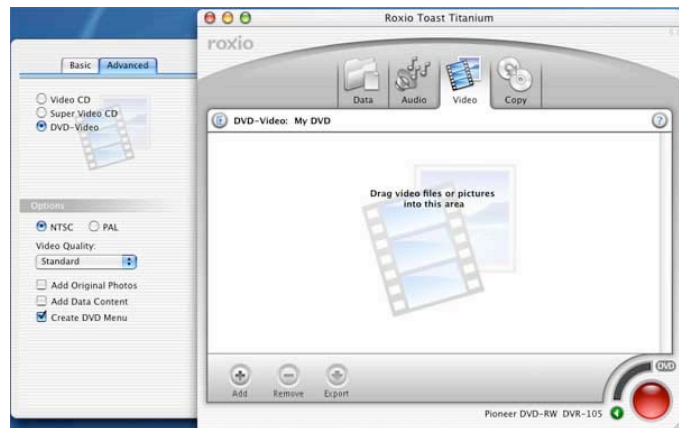 Roxio Toast Titanium
roxio
Basic
Advanced
Video CD
Super Video CD
DVD-Video
Options
NTSC
PAL
Video Quality:
Standard
Add Original Photos
Add Data Content
Create DVD Menu
Data
Audio
Video
Copy
DVD-Video: My DVD
?
Drag video files or pictures
into this area
Add
Remove
Export
DVD
Pioneer DVD-RW DVR-105